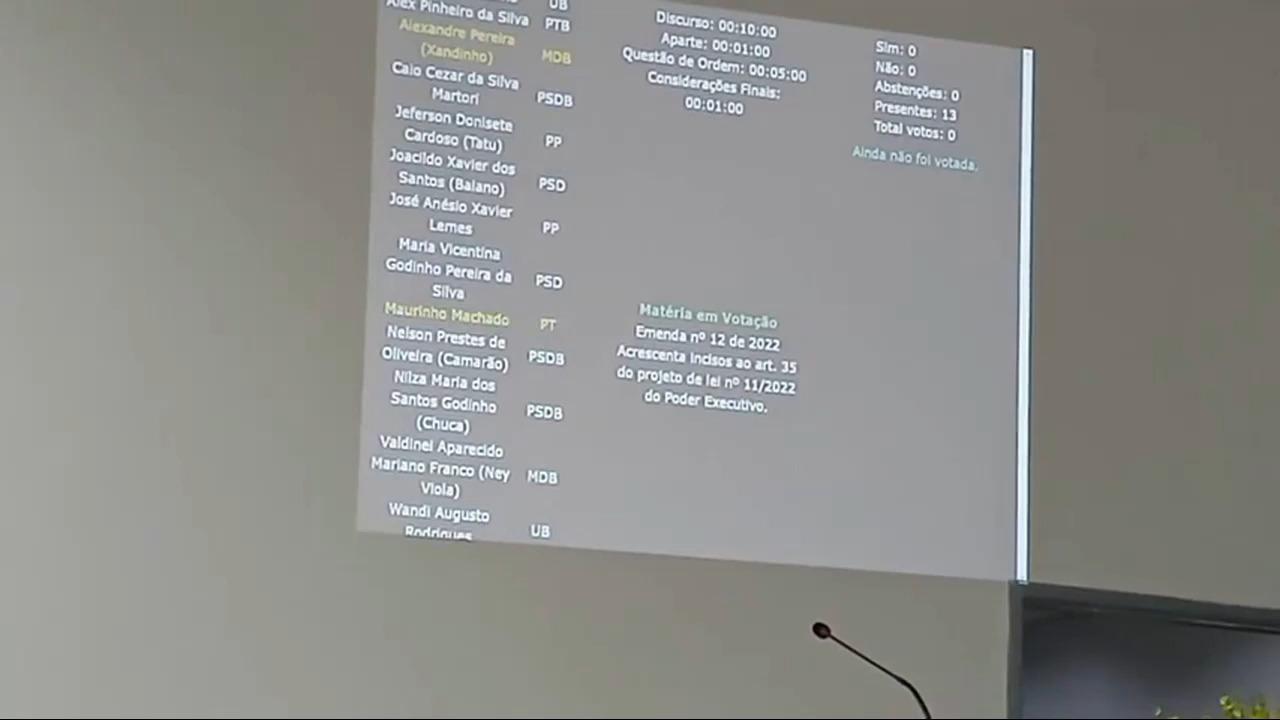 UB
Alex Pinheiro da Silva PTB
Alexandre Pereira
(Xandinho) MDB
Caio Cezar da Silva
Martori PSDB
Jeferson Donisete
Cardoso (Tatu) PP
Joacildo Xavier dos
Santos (Baiano) PSD
José Anésio Xavier
Lemes PP
Maria Vicentina
Godinho Pereira da
Silva PSD
Maurinho Machado PT
Nelson Prestes de
Oliveira (Camarão) PSDB
Nilza Maria dos
Santos Godinho
(Chuca) PSDB
Valdinei Aparecido
Mariano Franco (Ney
Viola) MDB
Wandi Augusto
Rodrigues UB
Discurso: 00:10:00
Aparte: 00:01:00
Questão de Ordem: 00:05:00
Considerações Finais:
00:01:00
Matéria em Votação
Emenda nº 12 de 2022
Acrescenta incisos ao art. 35
do projeto de lei nº 11/2022
do Poder Executivo.
Sim: 0
Não: 0
Abstenções: 0
Presentes: 13
Total votos: 0
Ainda não foi votada.